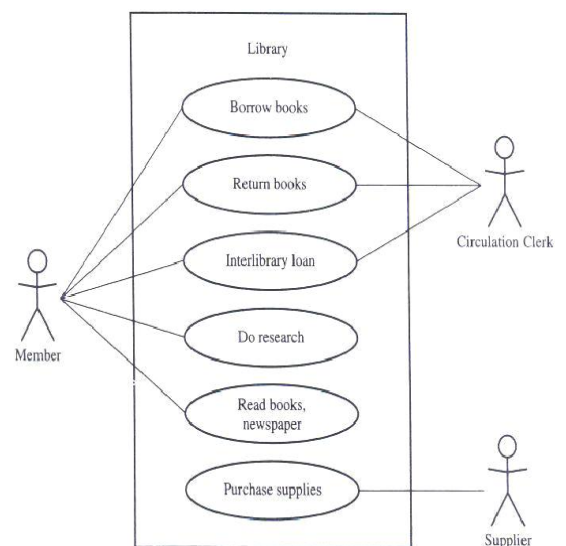 Library
Borrow books
Return books
Circulation Clerk
Interlibrary loan
Member
Do research
Read books,
newspaper
Purchase supplies
Supplier